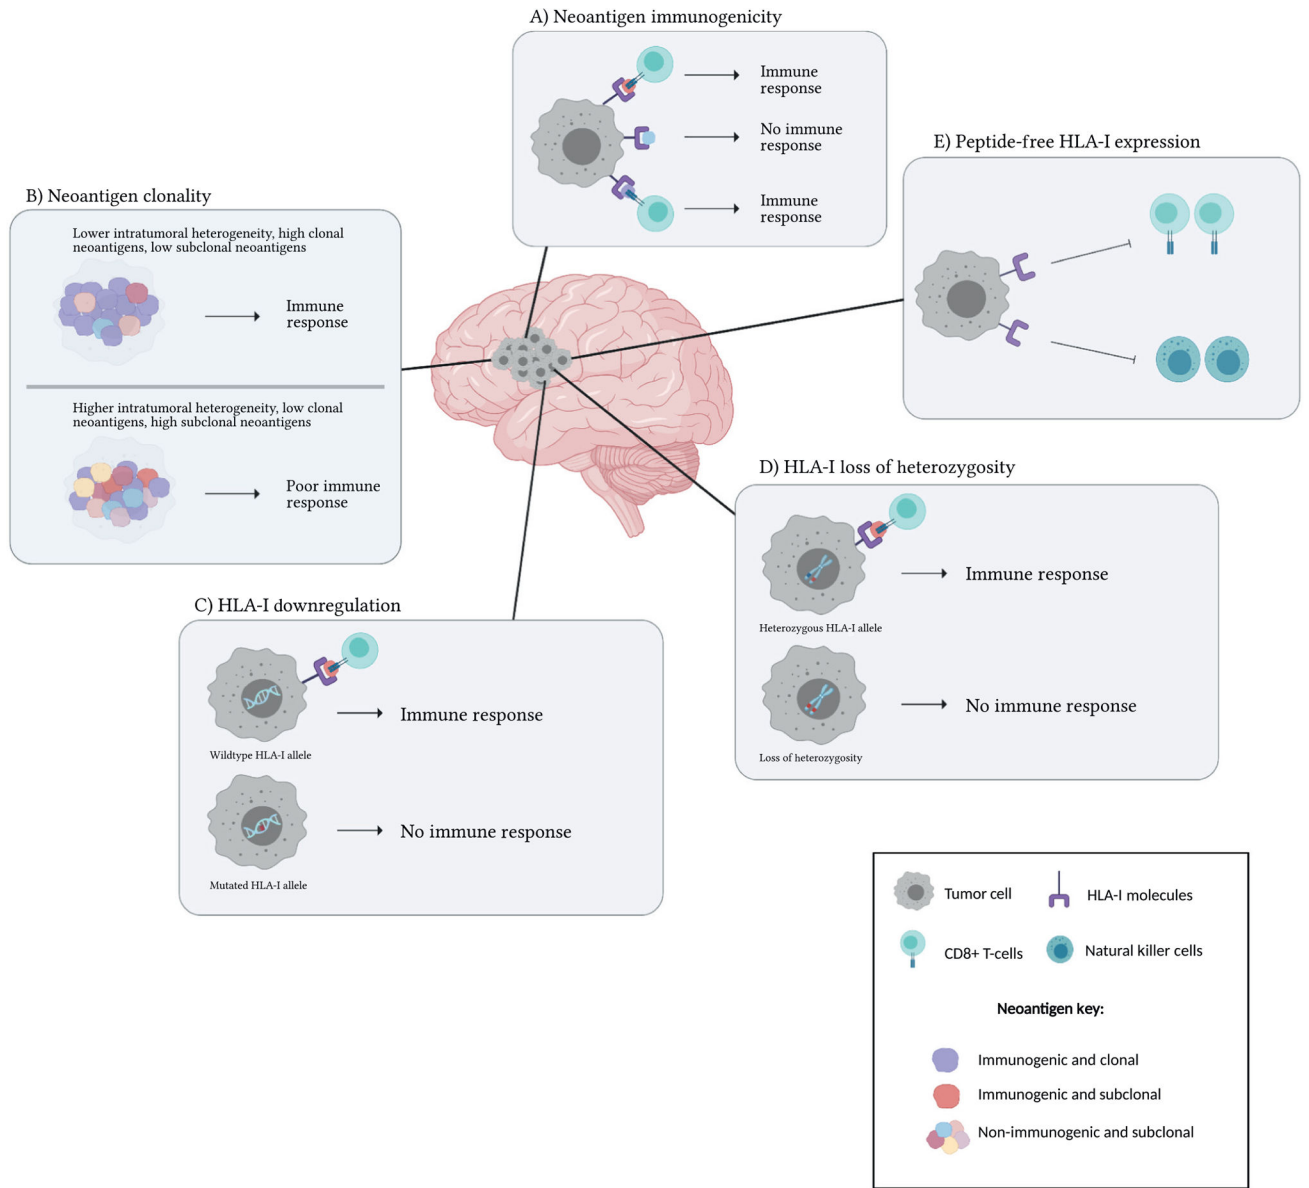 A) Neoantigen immunogenicity
Immune
response
No immune
response
Immune
response
B) Neoantigen clonality
Lower intratumoral heterogeneity, high clonal
neoantigens, low subclonal neoantigens
Immune
response
Higher intratumoral heterogeneity, low clonal
neoantigens, high subclonal neoantigens
Poor immune
response
E) Peptide-free HLA-I expression
D) HLA-I loss of heterozygosity
Immune response
Heterozygous HLA-I allele
No immune response
Loss of heterozygosity
C) HLA-I downregulation
Immune response
Wildtype HLA-I allele
No immune response
Mutated HLA-I allele
Tumor cell
HLA-I molecules
CD8+ T-cells
Natural killer cells
Neoantigen key:
Immunogenic and clonal
Immunogenic and subclonal
Non-immunogenic and subclonal